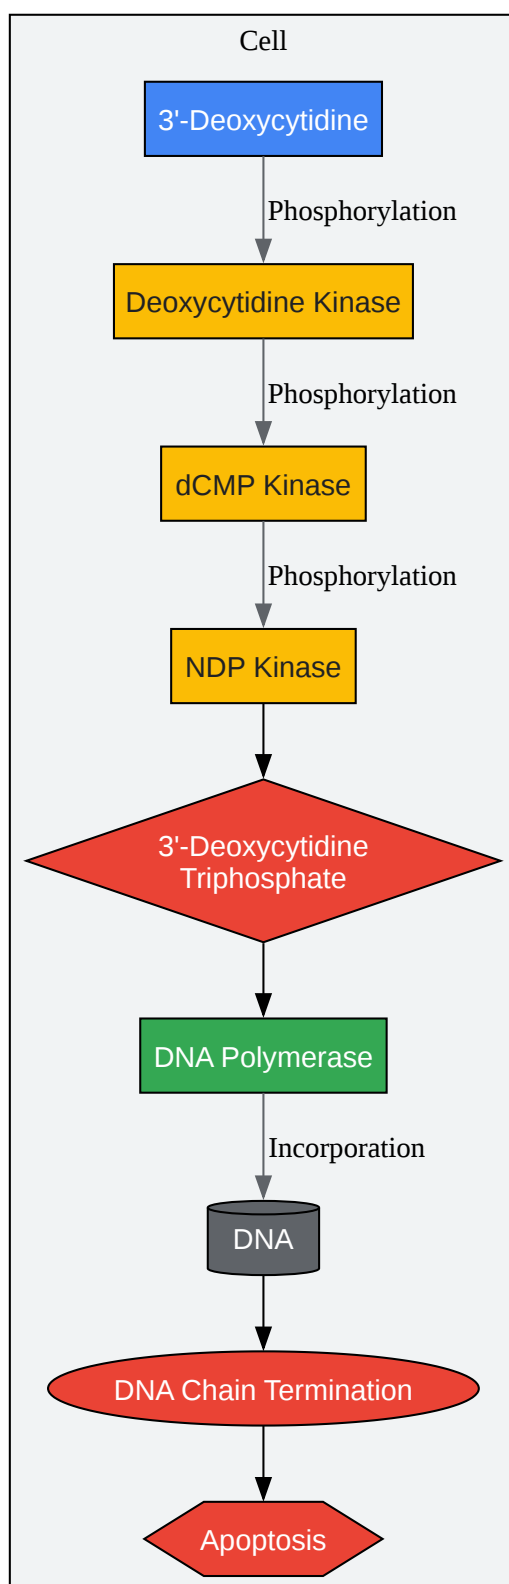 Cell
3'-Deoxycytidine
Phosphorylation
Deoxycytidine Kinase
Phosphorylation
dCMP Kinase
Phosphorylation
NDP Kinase
3'-Deoxycytidine
Triphosphate
DNA Polymerase
Incorporation
DNA
DNA Chain Termination
Apoptosis